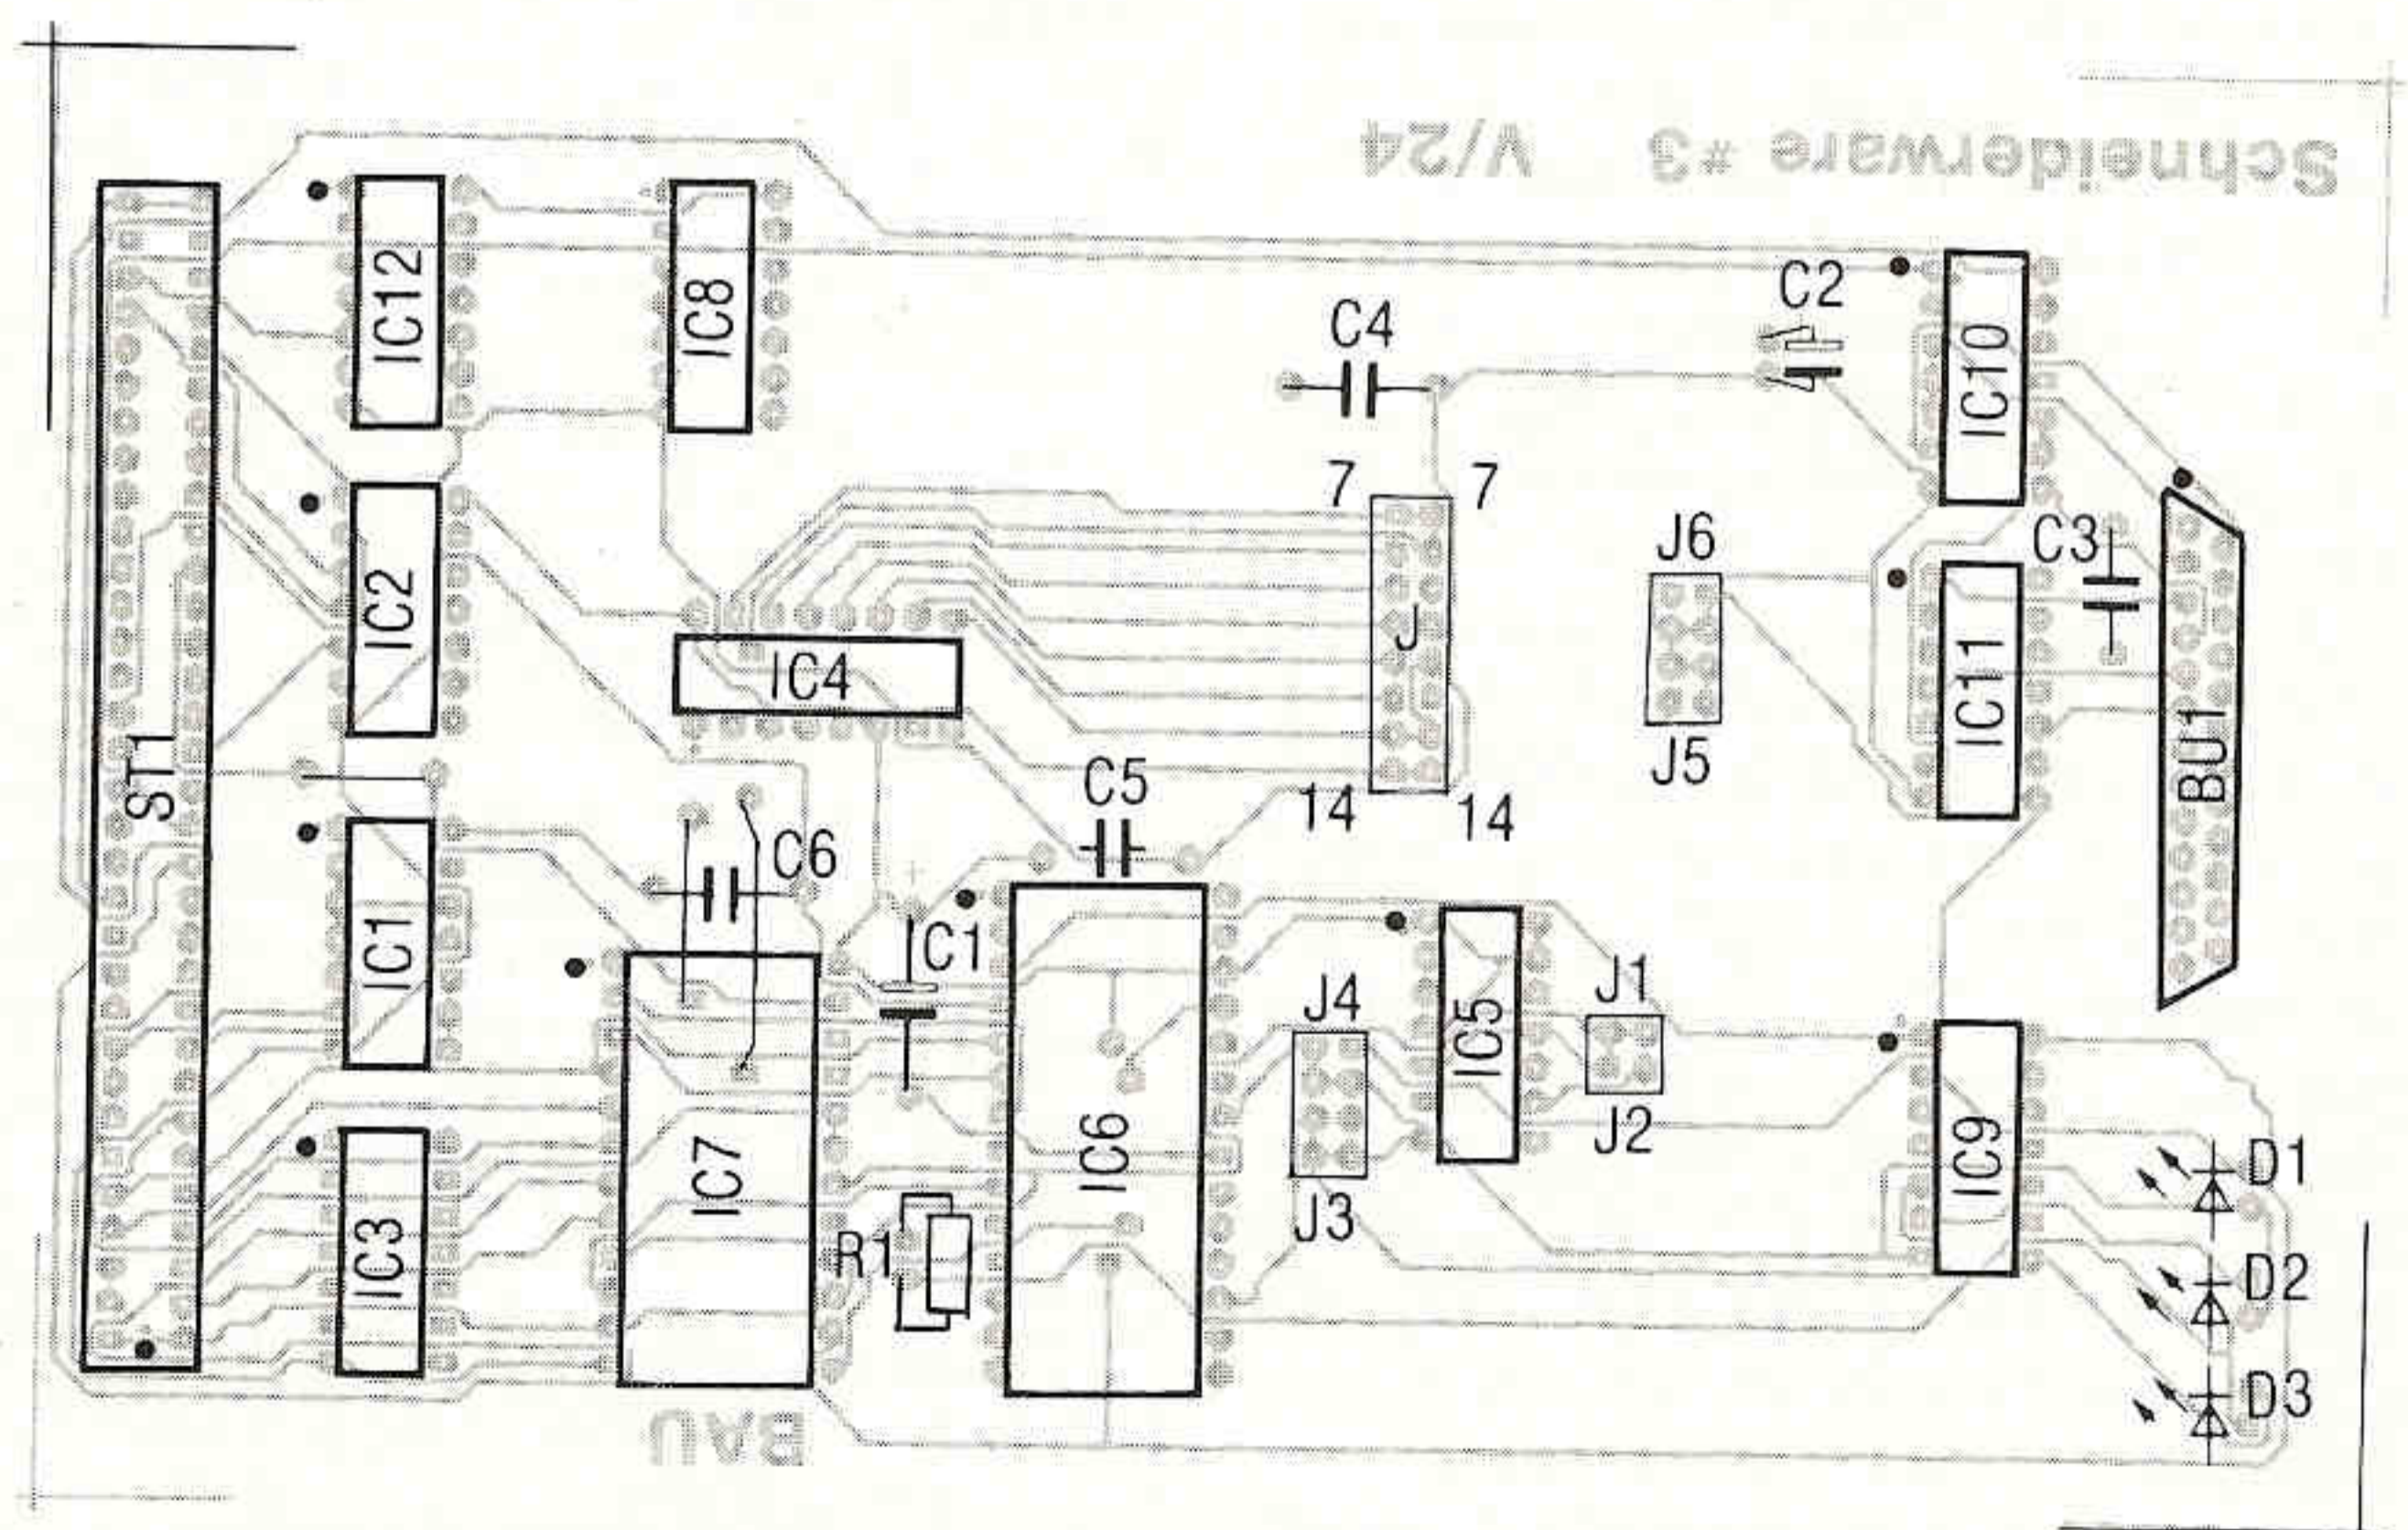 Schneiderware #3 V/24
IC12
IC8
C4
C2
IC10
7
7
IC2
J6
C3
J
IC4
IC11
J5
ST1
BU1
14
14
C5
C6
IC1
C1
J4
IC5
J1
J2
IC7
IC6
IC9
J3
D1
IC3
R1
D2
D3
BAU